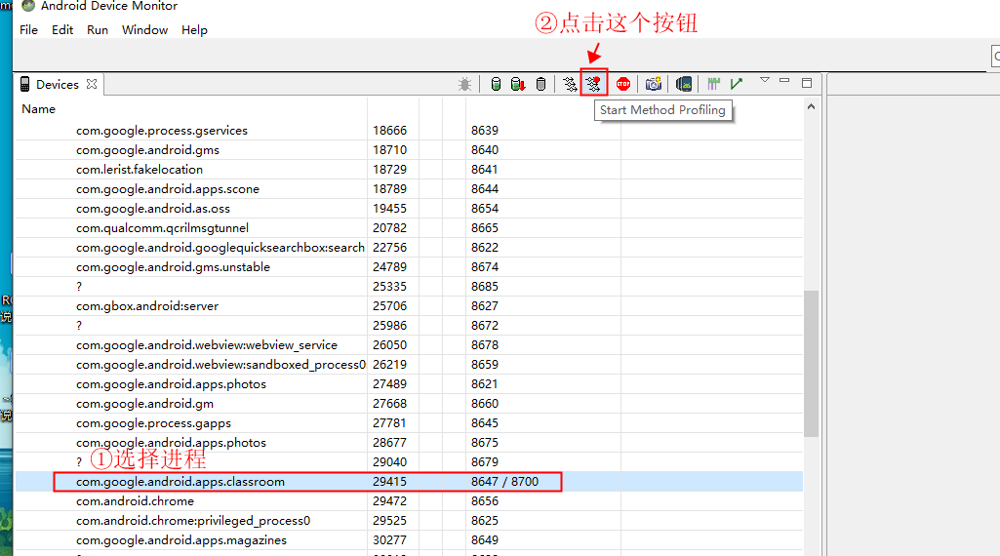 Android Device Monitor
②点击这个按钮
File Edit Run Window Help
Devices
Start Method Profiling
Name
com.google.process.gservices 18666 8639
com.google.android.gms 18710 8640
com.lerist.fakelocation 18729 8641
com.google.android.apps.scone 18789 8644
com.google.android.as.oss 19455 8654
com.qualcomm.qcrilmsgtunnel 20782 8665
com.google.android.googlequicksearchbox:search 22756 8622
com.google.android.gms.unstable 24789 8674
? 25335 8685
com.gbox.android:server 25706 8627
? 25986 8672
com.google.android.webview:webview_service 26050 8678
com.google.android.webview:sandboxed_process0 26219 8659
com.google.android.apps.photos 27489 8621
com.google.android.gm 27668 8660
com.google.process.gapps 27781 8645
com.google.android.apps.photos 28677 8675
? ①选择进程 29040 8679
com.google.android.apps.classroom 29415 8647 / 8700
com.android.chrome 29472 8656
com.android.chrome:privileged_process0 29525 8625
com.google.android.apps.magazines 30277 8649